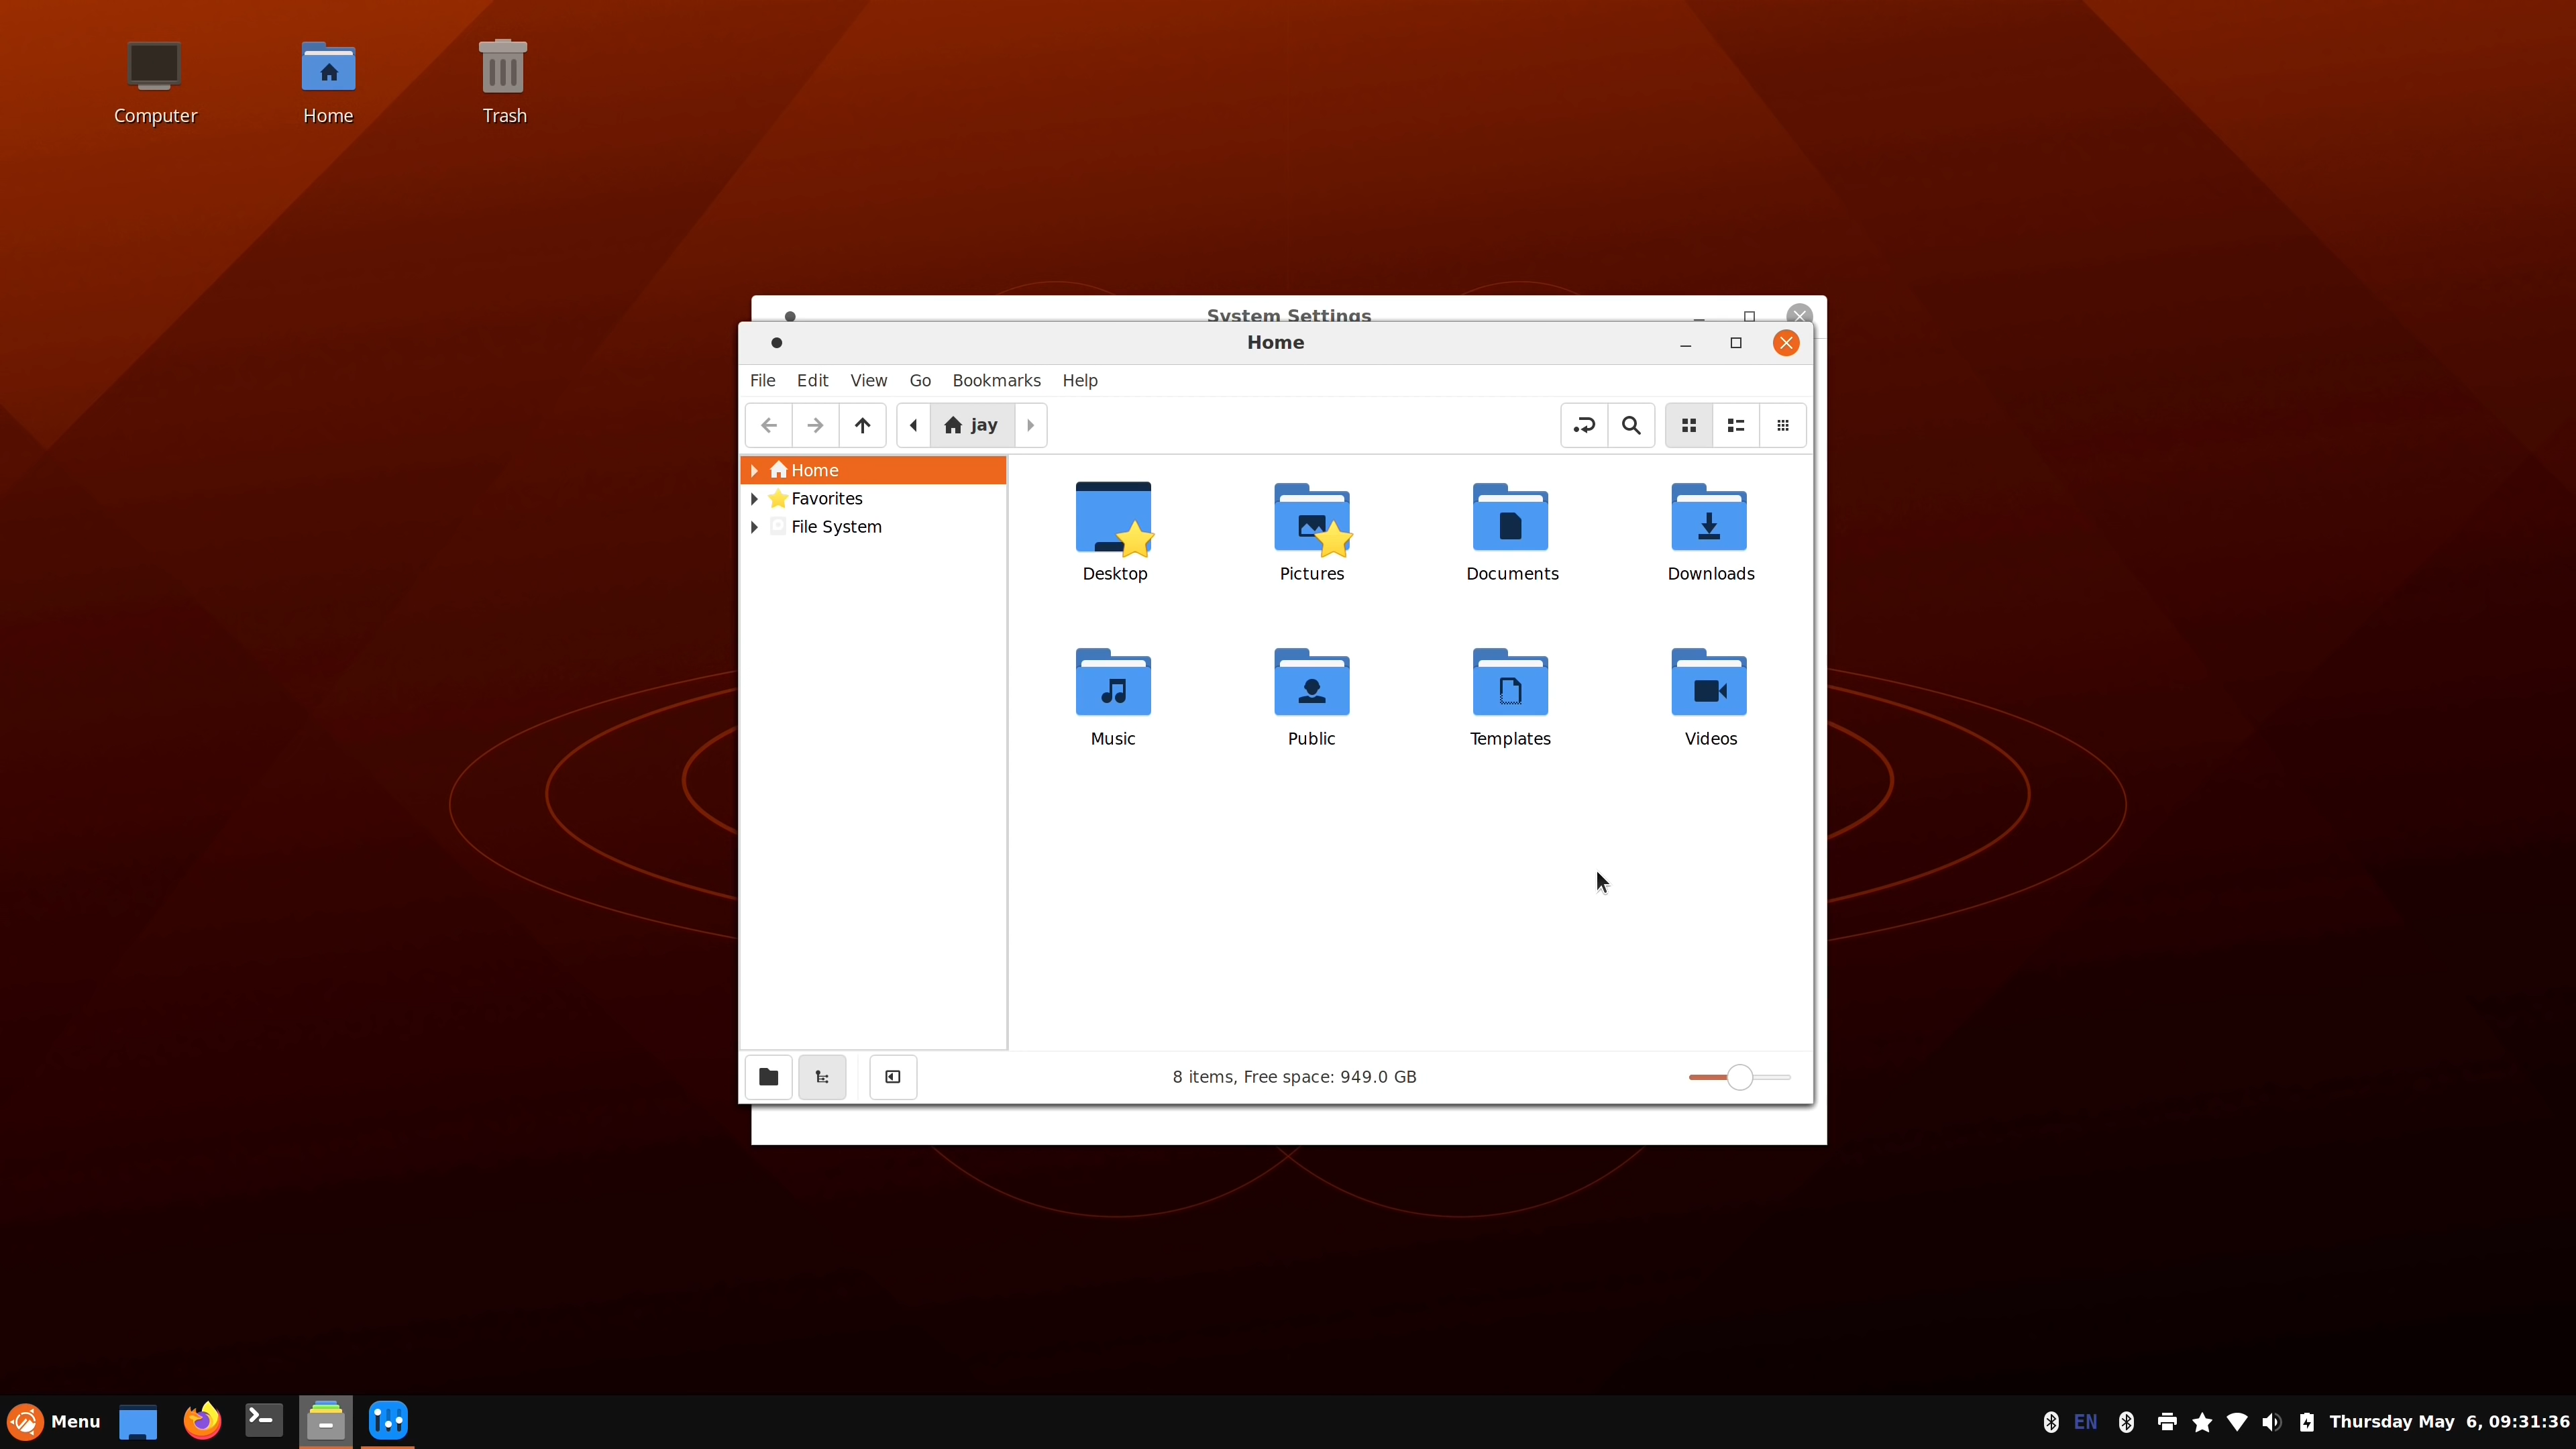 Computer
Home
Trash
System Settings
Home
File Edit View Go Bookmarks Help
jay
Home
Favorites
File System
Desktop
Pictures
Documents
Downloads
Music
Public
Templates
Videos
8 items, Free space: 949.0 GB
Menu
EN
Thursday May 6, 09:31:36